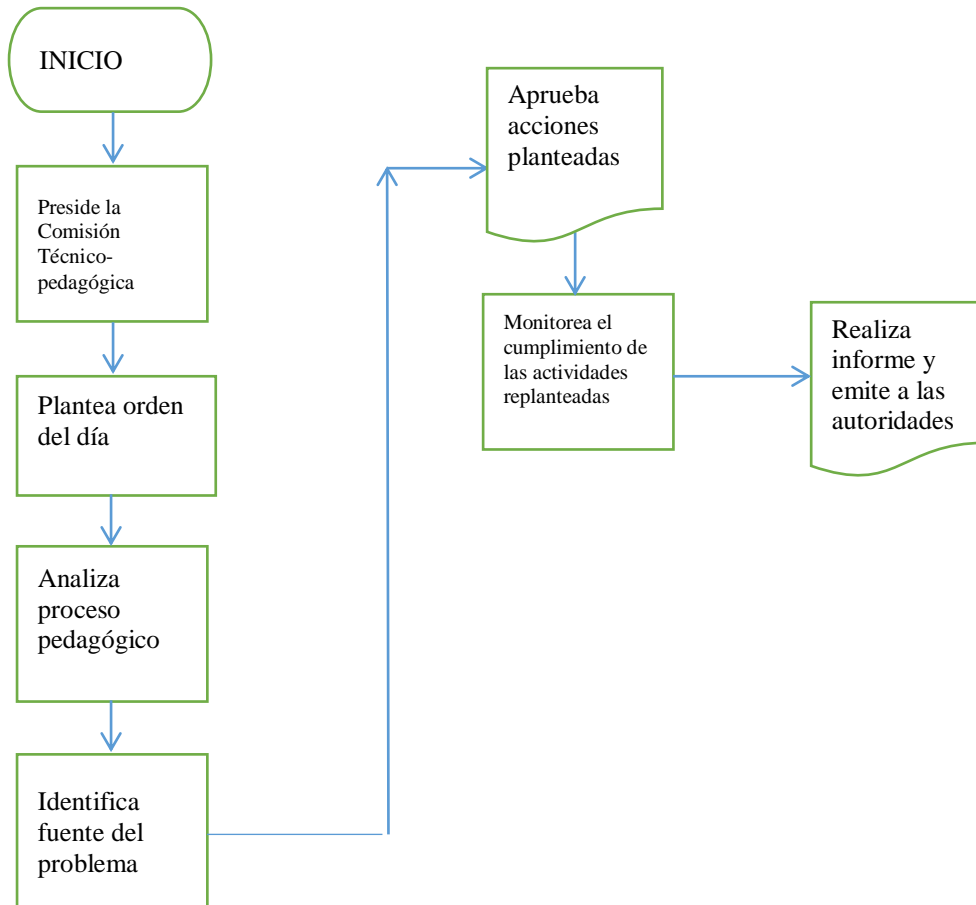 INICIO
Preside la
Comisión
Técnico-
pedagógica
Plantea orden
del día
Analiza
proceso
pedagógico
Identifica
fuente del
problema
Aprueba
acciones
planteadas
Monitorea el
cumplimiento de
las actividades
replanteadas
Realiza
informe y
emite a las
autoridades